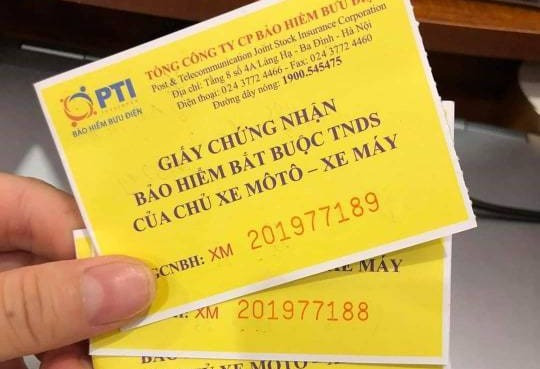 TỔNG CÔNG TY CP BẢO HIỂM BƯU
Post & Telecommunication Joint Stock Insurance Corporation
Địa chỉ: Tầng 8 số 4A Láng Hạ - Ba Đình - Hà Nội
Điện thoại: 024 3772 4466 - Fax: 024 3772 4460
Đường dây nóng: 1900.545475
PTI
BẢO HIỂM BƯU ĐIỆN
GIẤY CHỨNG NHẬN
BẢO HIỂM BẮT BUỘC TNDS
CỦA CHỦ XE MÔTÔ – XE MÁY
GCNBH: XM 201977189
XE MÁY
XM 201977188